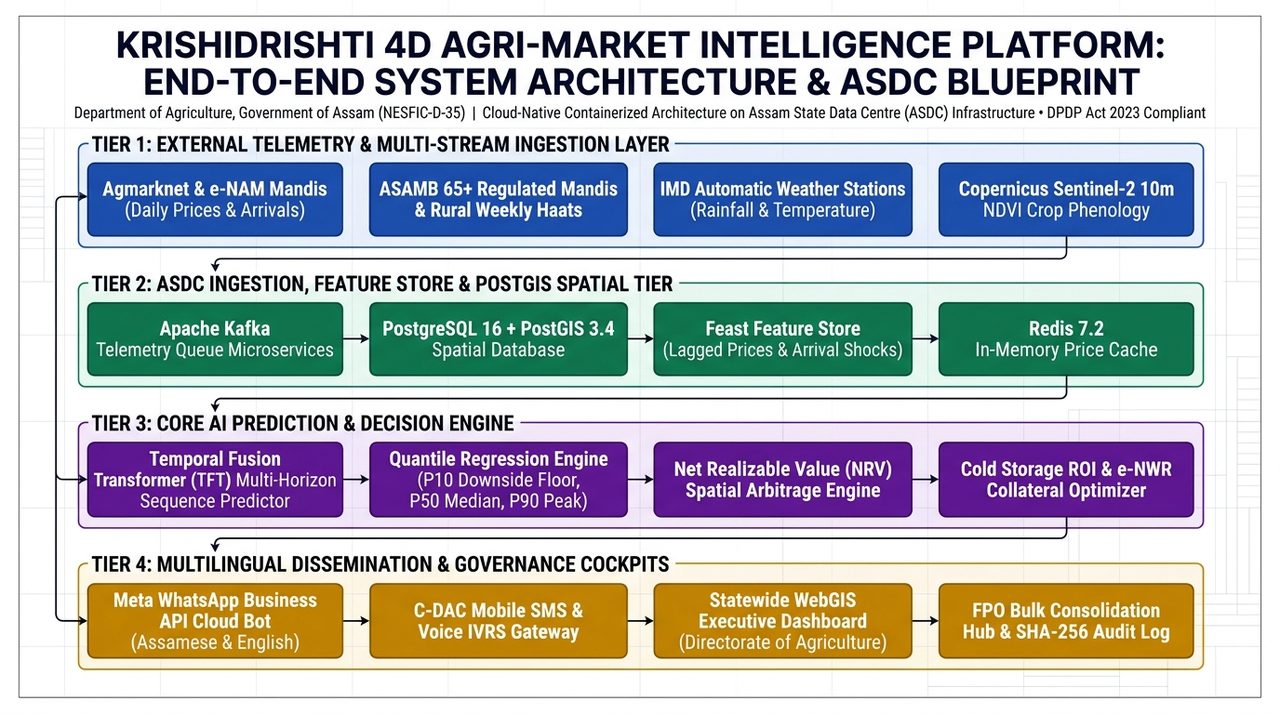 KRISHIDRISHTI 4D AGRI-MARKET INTELLIGENCE PLATFORM:
END-TO-END SYSTEM ARCHITECTURE & ASDC BLUEPRINT
Department of Agriculture, Government of Assam (NESFIC-D-35) | Cloud-Native Containerized Architecture on Assam State Data Centre (ASDC) Infrastructure • DPDP Act 2023 Compliant
TIER 1: EXTERNAL TELEMETRY & MULTI-STREAM INGESTION LAYER
Agmarknet & e-NAM Mandis
(Daily Prices & Arrivals)
ASAMB 65+ Regulated Mandis
& Rural Weekly Haats
IMD Automatic Weather Stations
(Rainfall & Temperature)
Copernicus Sentinel-2 10m
NDVI Crop Phenology
TIER 2: ASDC INGESTION, FEATURE STORE & POSTGIS SPATIAL TIER
Apache Kafka
Telemetry Queue Microservices
PostgreSQL 16 + PostGIS 3.4
Spatial Database
Feast Feature Store
(Lagged Prices & Arrival Shocks)
Redis 7.2
In-Memory Price Cache
TIER 3: CORE AI PREDICTION & DECISION ENGINE
Temporal Fusion
Transformer (TFT) Multi-Horizon
Sequence Predictor
Quantile Regression Engine
(P10 Downside Floor,
P50 Median, P90 Peak)
Net Realizable Value (NRV)
Spatial Arbitrage Engine
Cold Storage ROI & e-NWR
Collateral Optimizer
TIER 4: MULTILINGUAL DISSEMINATION & GOVERNANCE COCKPITS
Meta WhatsApp Business
API Cloud Bot
(Assamese & English)
C-DAC Mobile SMS &
Voice IVRS Gateway
Statewide WebGIS
Executive Dashboard
(Directorate of Agriculture)
FPO Bulk Consolidation
Hub & SHA-256 Audit Log